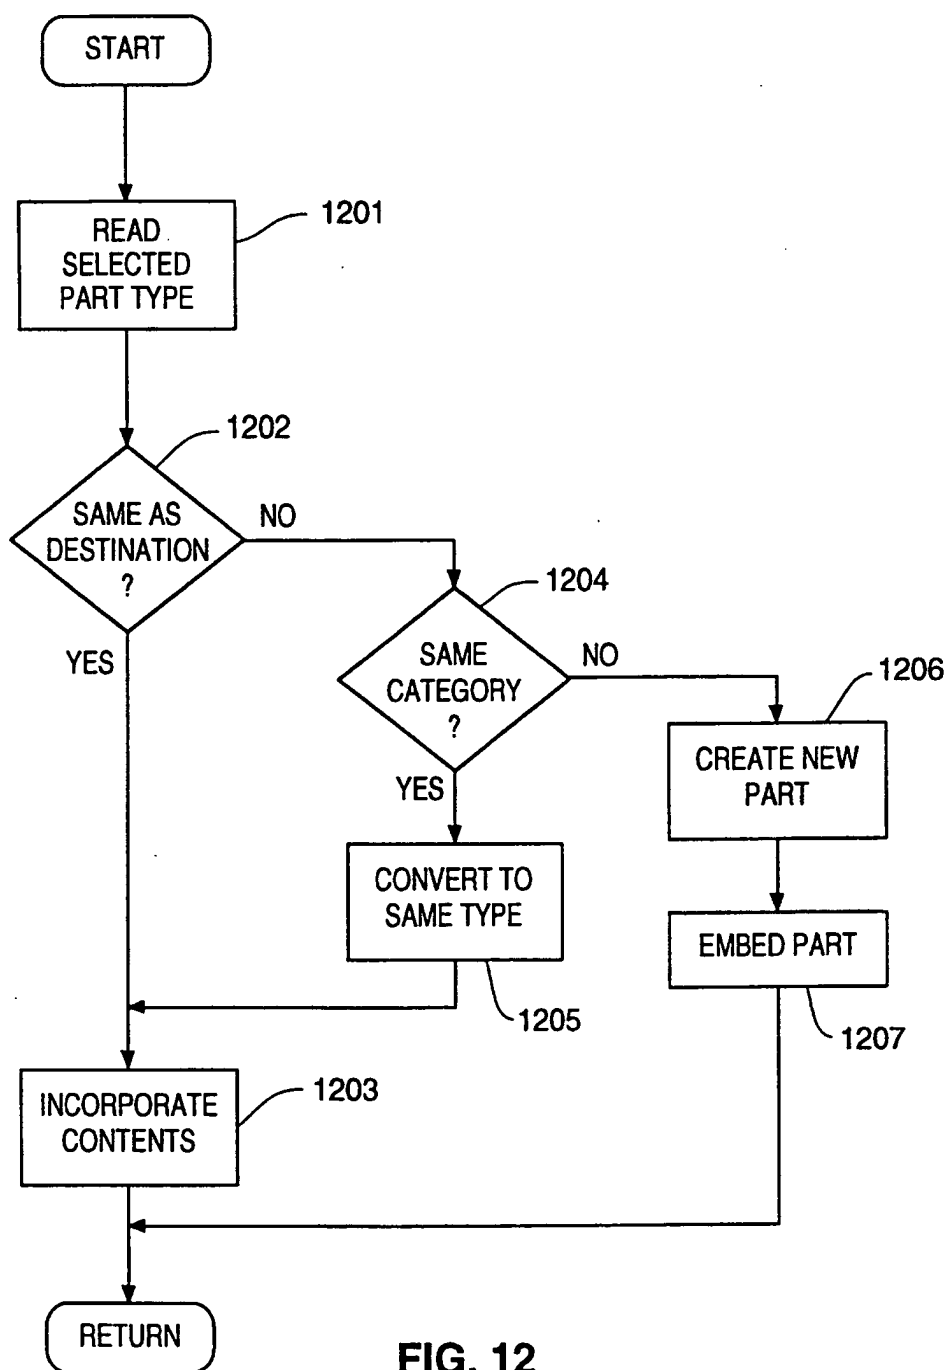 START
1201
READ
SELECTED
PART TYPE
1202
SAME AS
DESTINATION
?
NO
YES
1204
SAME
CATEGORY
?
NO
YES
1206
CREATE NEW
PART
CONVERT TO
SAME TYPE
1205
EMBED PART
1207
1203
INCORPORATE
CONTENTS
RETURN
FIG. 12